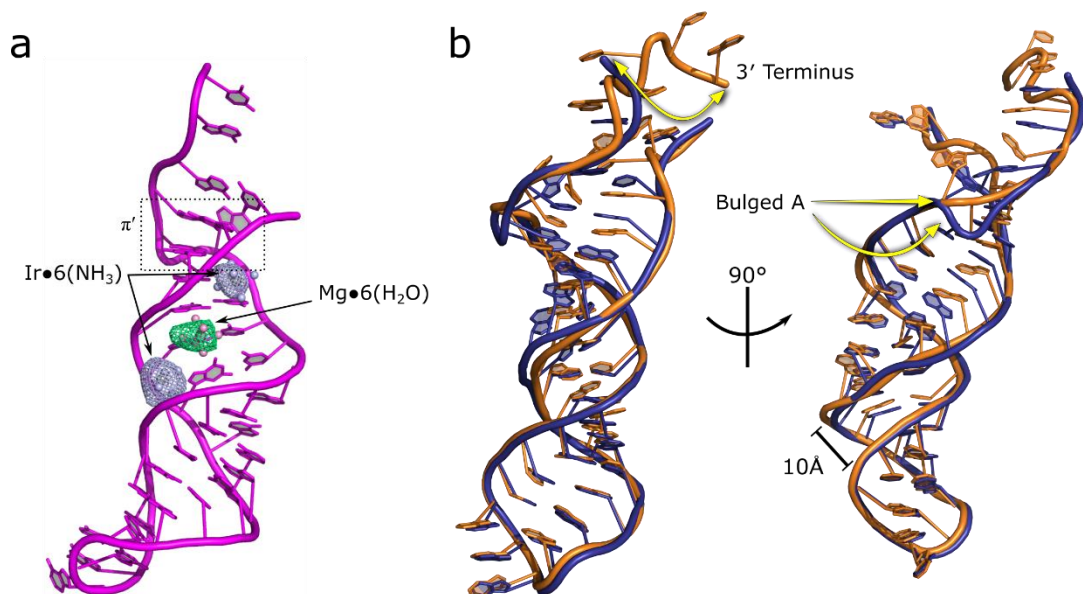 a
π′
Ir●6(NH₃)
Mg●6(H₂O)
b
3′ Terminus
Bulged A
90°
10Å